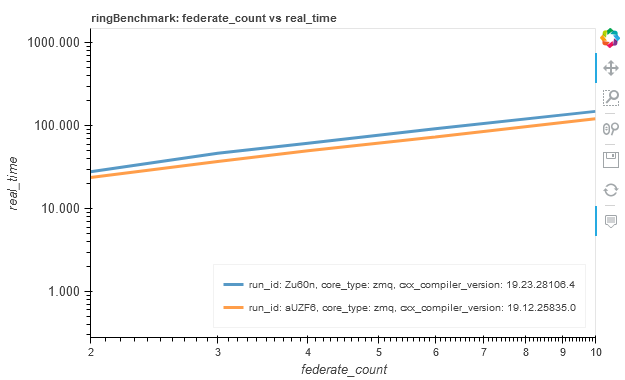 ringBenchmark: federate_count vs real_time
1000.000
100.000
10.000
1.000
real_time
run_id: Zu60n, core_type: zmq, cxx_compiler_version: 19.23.28106.4
run_id: aUZF6, core_type: zmq, cxx_compiler_version: 19.12.25835.0
2 3 4 5 6 7 8 9 10
federate_count